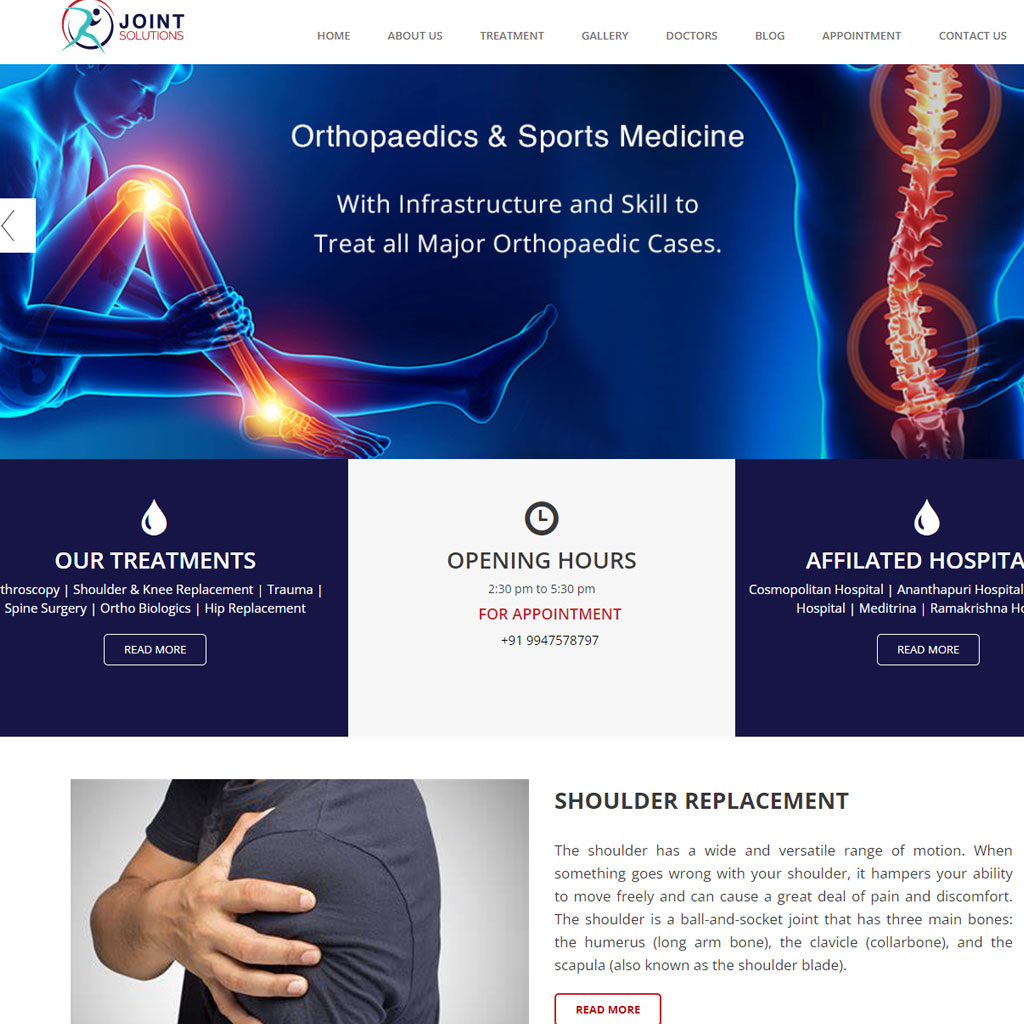 JOINT
SOLUTIONS
HOME ABOUT US TREATMENT GALLERY DOCTORS BLOG APPOINTMENT CONTACT US
Orthopaedics & Sports Medicine
With Infrastructure and Skill to
Treat all Major Orthopaedic Cases.
OUR TREATMENTS
throscopy | Shoulder & Knee Replacement | Trauma |
Spine Surgery | Ortho Biologics | Hip Replacement
READ MORE
OPENING HOURS
2:30 pm to 5:30 pm
FOR APPOINTMENT
+91 9947578797
AFFILATED HOSPITA
Cosmopolitan Hospital | Ananthapuri Hospital
Hospital | Meditrina | Ramakrishna Ho
READ MORE
SHOULDER REPLACEMENT
The shoulder has a wide and versatile range of motion. When
something goes wrong with your shoulder, it hampers your ability
to move freely and can cause a great deal of pain and discomfort.
The shoulder is a ball-and-socket joint that has three main bones:
the humerus (long arm bone), the clavicle (collarbone), and the
scapula (also known as the shoulder blade).
READ MORE